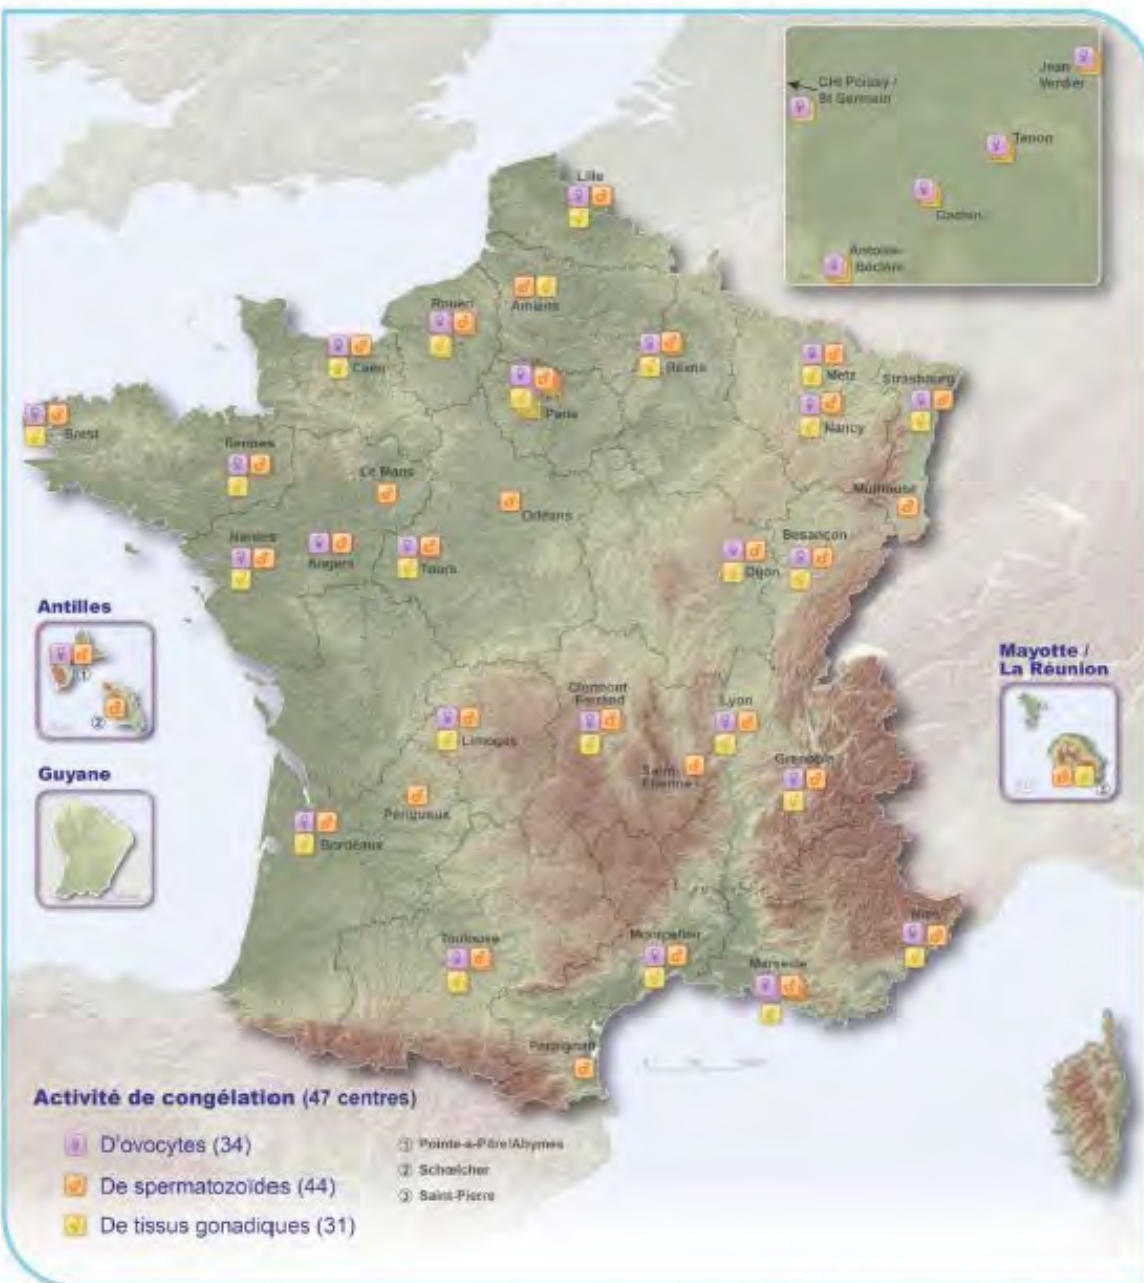 CHI Poissy /
St Germain
Jean
Verdier
Tenon
Cochin
Antoine-
Béclère
Lille
Amiens
Rouen
Caen
Reims
Metz
Strasbourg
Paris
Nancy
Brest
Rennes
Le Mans
Orléans
Mulhouse
Nantes
Angers
Tours
Dijon
Besançon
Antilles
①
②
Mayotte /
La Réunion
③
Clermont
Ferrand
Lyon
Limoges
Saint-
Etienne
Grenoble
Guyane
Périgueux
Bordeaux
Toulouse
Montpellier
Marseille
Nice
Perpignan
Activité de congélation (47 centres)
D'ovocytes (34)
De spermatozoïdes (44)
De tissus gonadiques (31)
① Pointe-à-Pitre/Abymes
② Schœlcher
③ Saint-Pierre